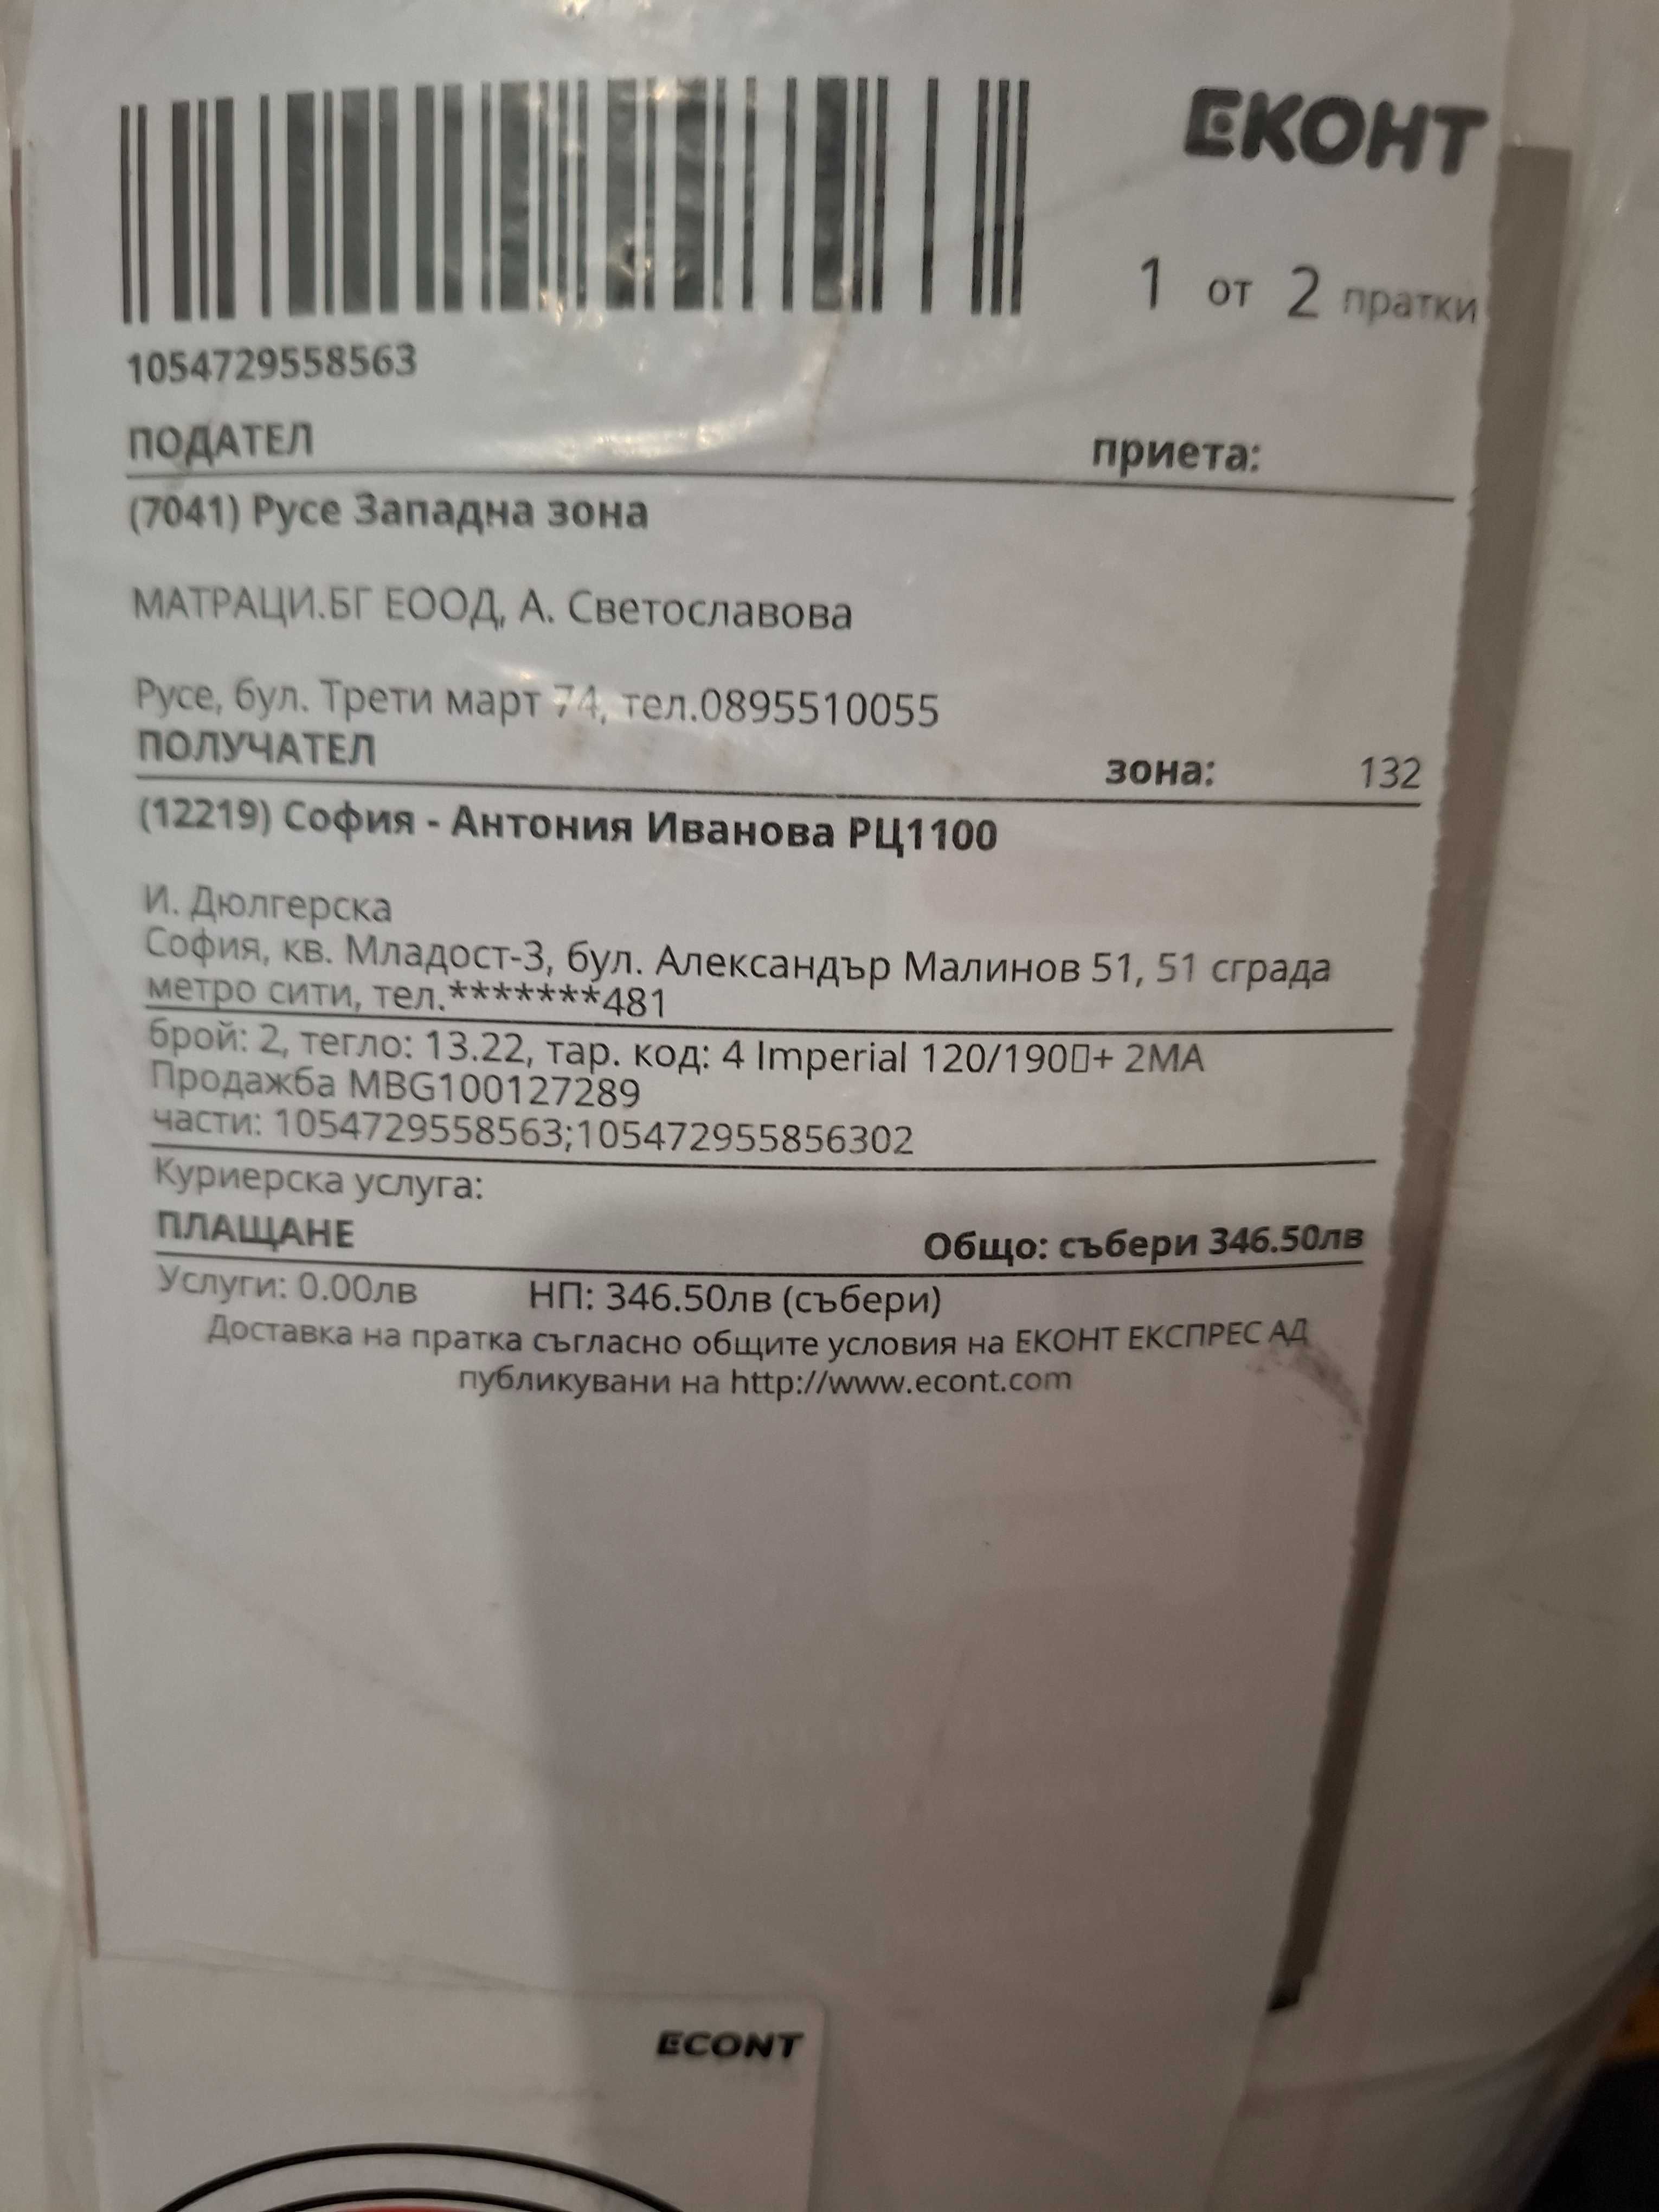 ЕКОНТ
1 от 2 пратки
1054729558563
ПОДАТЕЛ приета:
(7041) Русе Западна зона
МАТРАЦИ.БГ ЕООД, А. Светославова
Русе, бул. Трети март 74, тел.0895510055
ПОЛУЧАТЕЛ зона: 132
(12219) София - Антония Иванова РЦ1100
И. Дюлгерска
София, кв. Младост-3, бул. Александър Малинов 51, 51 сграда
метро сити, тел.*******481
брой: 2, тегло: 13.22, тар. код: 4 Imperial 120/190▯+ 2МА
Продажба MBG100127289
части: 1054729558563;105472955856302
Куриерска услуга:
ПЛАЩАНЕ Общо: събери 346.50лв
Услуги: 0.00лв НП: 346.50лв (събери)
Доставка на пратка съгласно общите условия на ЕКОНТ ЕКСПРЕС АД
публикувани на http://www.econt.com
ECONT